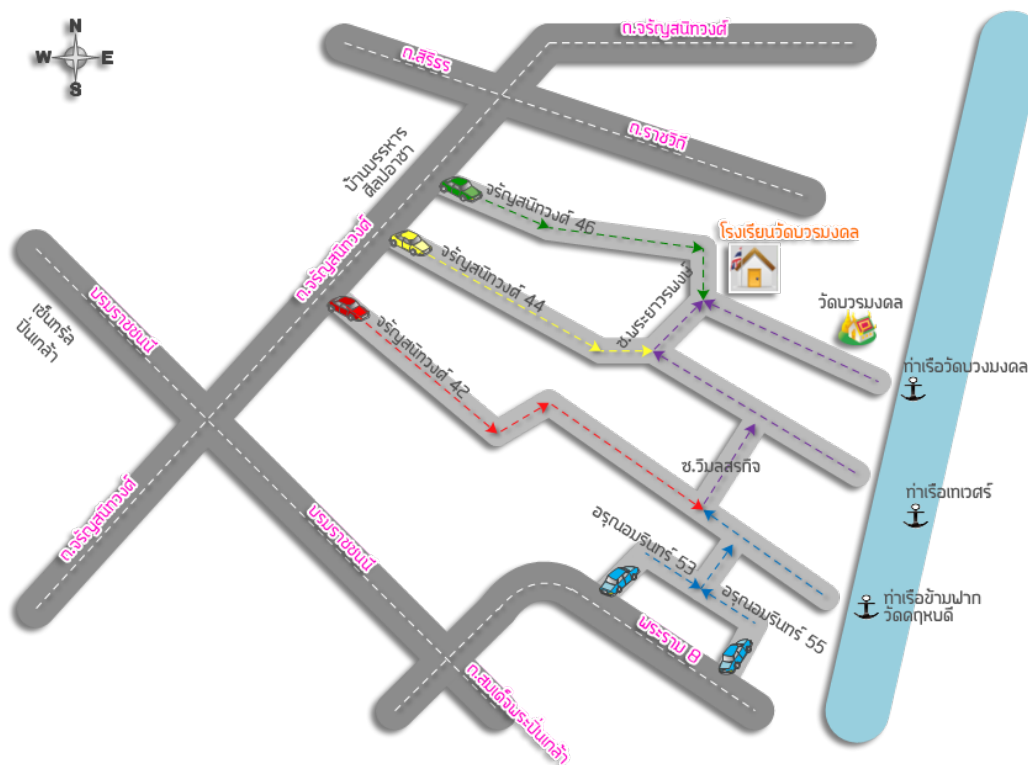 N
W E
S
ถ.จรัญสนิทวงศ์
ถ.สิริธร
ถ.ราชวิถี
บ้านบรรหาร
ศิลปอาชา
จรัญสนิทวงศ์ 46
โรงเรียนวัดบวรมงคล
ถ.จรัญสนิทวงศ์
จรัญสนิทวงศ์ 44
ซ.พระยาวรพงษ์
วัดบวรมงคล
บรมราชชนนี
เซ็นทรัล
ปิ่นเกล้า
จรัญสนิทวงศ์ 42
ท่าเรือวัดบวงมงคล
ซ.วิมลสรกิจ
ท่าเรือเทเวศร์
ถ.จรัญสนิทวงศ์
บรมราชชนนี
อรุณอมรินทร์ 53
อรุณอมรินทร์ 55
ท่าเรือข้ามฟาก
วัดคฤหบดี
พระราม 8
ถ.สมเด็จพระปิ่นเกล้า